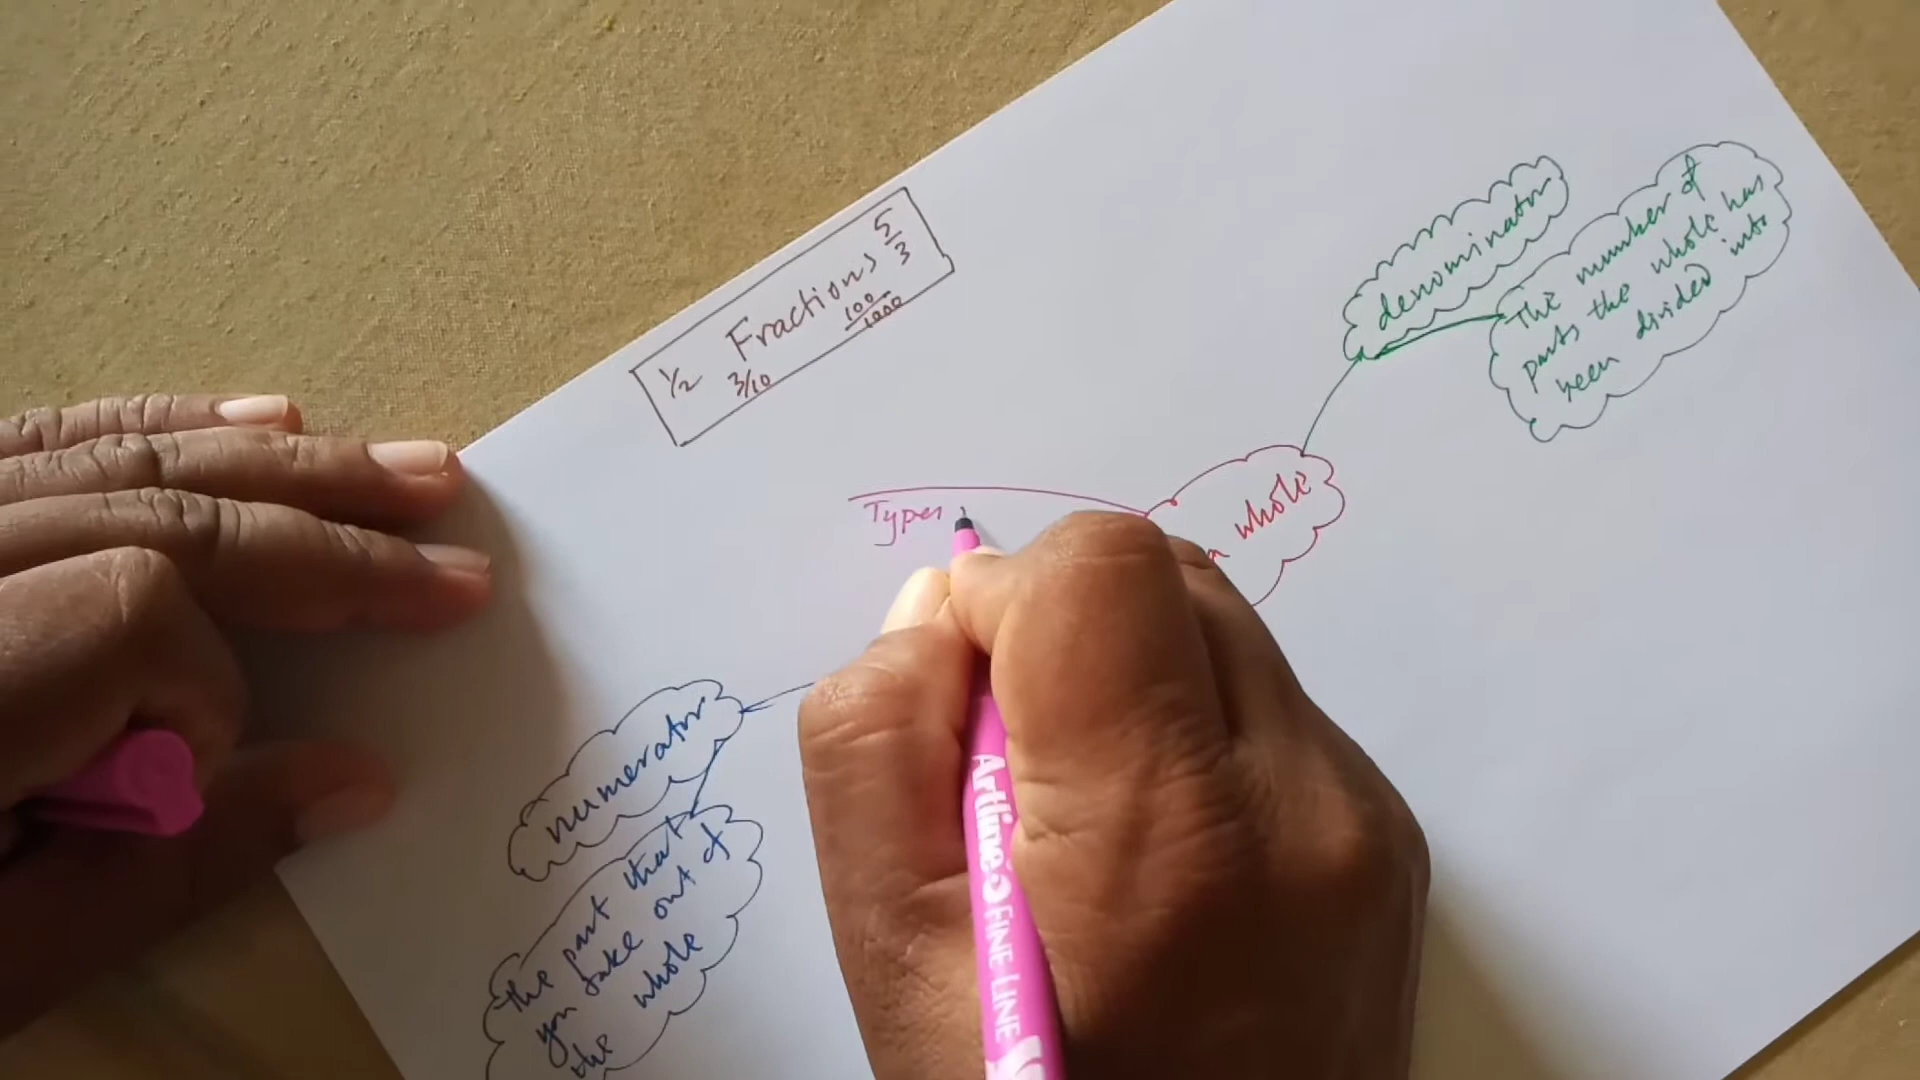 Fractions
1/2
3/10
100/1000
5/3
denominator
The number of
parts the whole has
been divided into
a whole
Types
numerator
The part that
you take out of
the whole
Artline FINE LINE